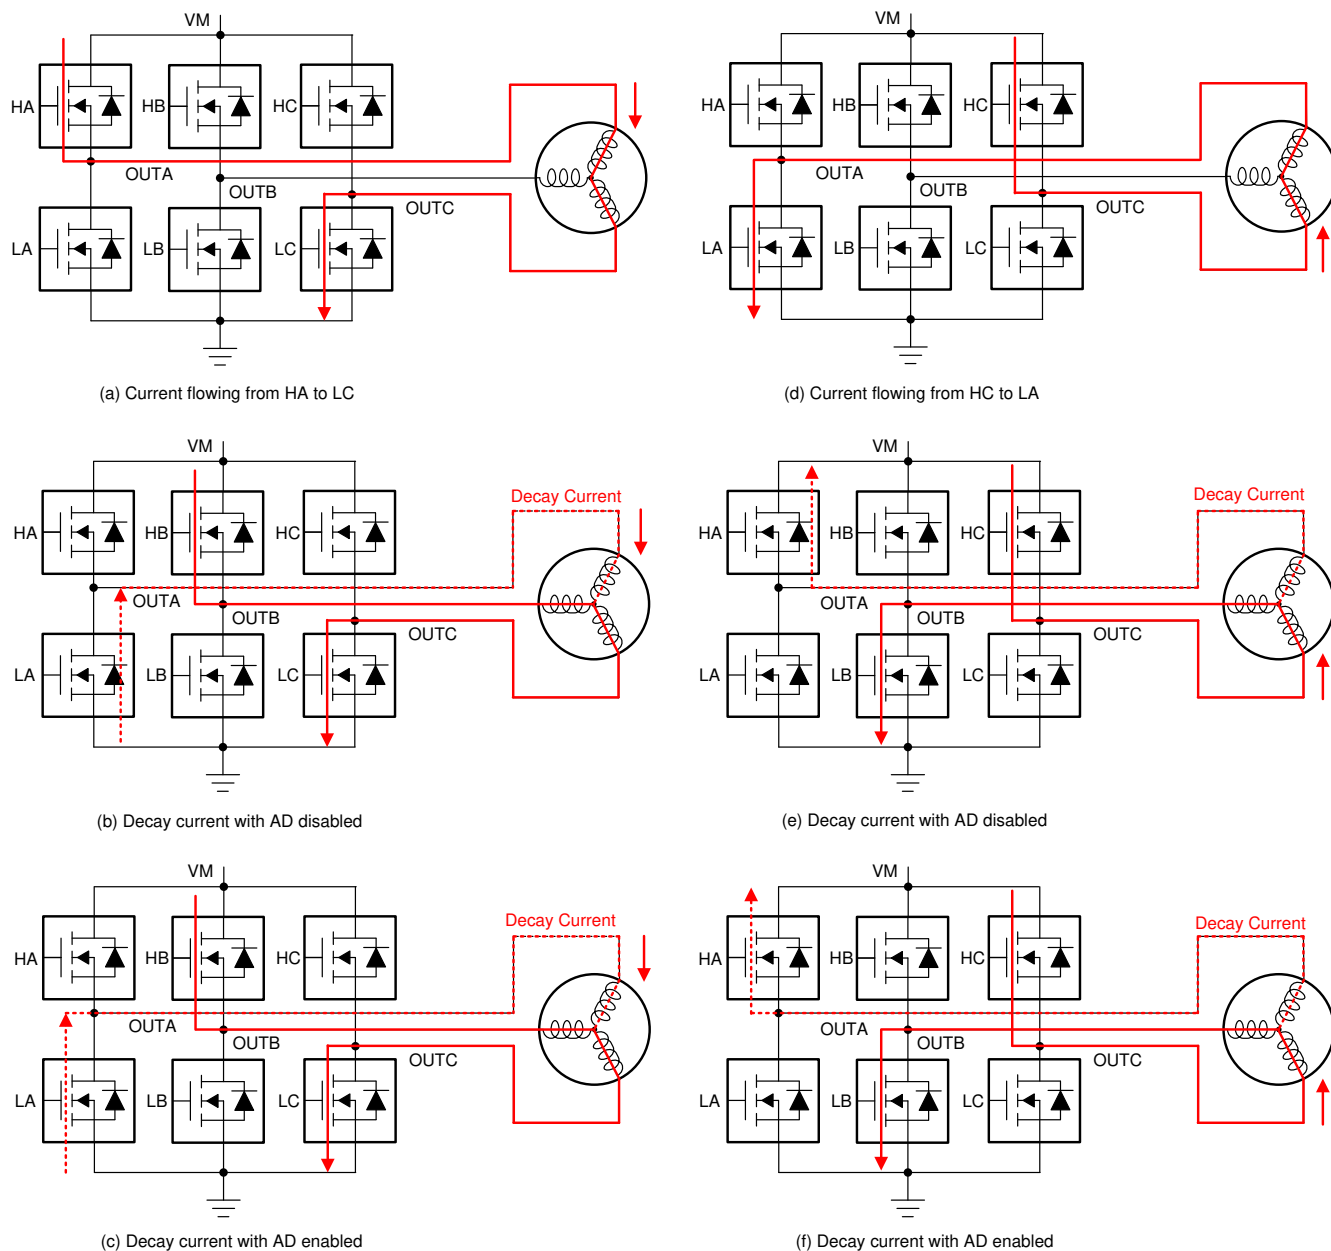 VM
HA
HB
HC
OUTA
OUTB
OUTC
LA
LB
LC
(a) Current flowing from HA to LC
VM
HA
HB
HC
OUTA
OUTB
OUTC
LA
LB
LC
(d) Current flowing from HC to LA
VM
Decay Current
HA
HB
HC
OUTA
OUTB
OUTC
LA
LB
LC
(b) Decay current with AD disabled
VM
Decay Current
HA
HB
HC
OUTA
OUTB
OUTC
LA
LB
LC
(e) Decay current with AD disabled
VM
Decay Current
HA
HB
HC
OUTA
OUTB
OUTC
LA
LB
LC
(c) Decay current with AD enabled
VM
Decay Current
HA
HB
HC
OUTA
OUTB
OUTC
LA
LB
LC
(f) Decay current with AD enabled